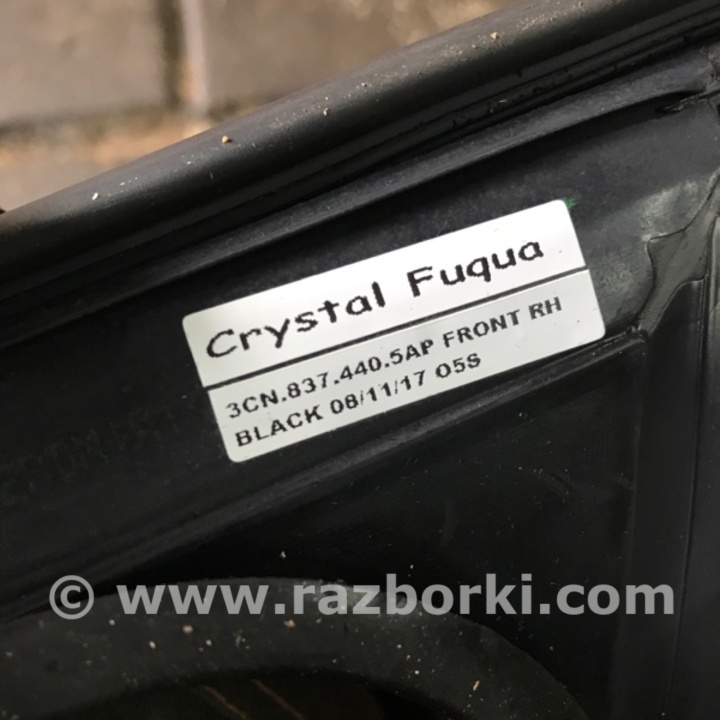 Crystal Fuqua
3CN.837.440.5AP FRONT RH
BLACK 08/11/17 O5S
© www.razborki.com